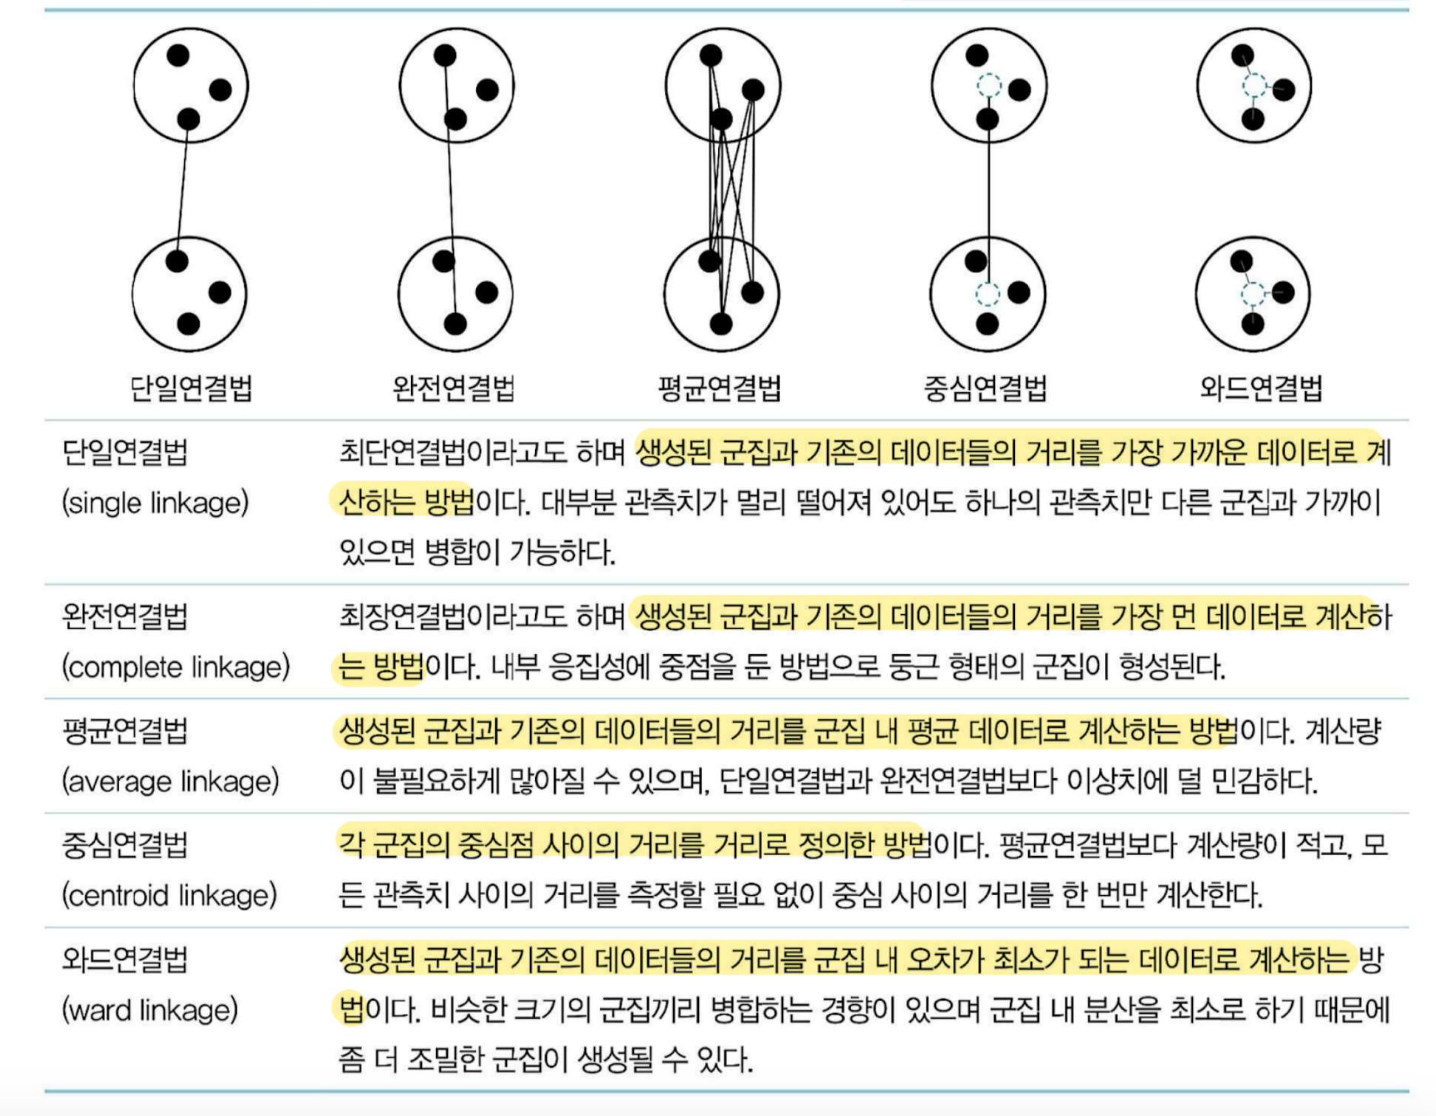 단일연결법
완전연결법
평균연결법
중심연결법
와드연결법
단일연결법
(single linkage)
최단연결법이라고도 하며 생성된 군집과 기존의 데이터들의 거리를 가장 가까운 데이터로 계
산하는 방법이다. 대부분 관측치가 멀리 떨어져 있어도 하나의 관측치만 다른 군집과 가까이
있으면 병합이 가능하다.
완전연결법
(complete linkage)
최장연결법이라고도 하며 생성된 군집과 기존의 데이터들의 거리를 가장 먼 데이터로 계산하
는 방법이다. 내부 응집성에 중점을 둔 방법으로 둥근 형태의 군집이 형성된다.
평균연결법
(average linkage)
생성된 군집과 기존의 데이터들의 거리를 군집 내 평균 데이터로 계산하는 방법이다. 계산량
이 불필요하게 많아질 수 있으며, 단일연결법과 완전연결법보다 이상치에 덜 민감하다.
중심연결법
(centroid linkage)
각 군집의 중심점 사이의 거리를 거리로 정의한 방법이다. 평균연결법보다 계산량이 적고, 모
든 관측치 사이의 거리를 측정할 필요 없이 중심 사이의 거리를 한 번만 계산한다.
와드연결법
(ward linkage)
생성된 군집과 기존의 데이터들의 거리를 군집 내 오차가 최소가 되는 데이터로 계산하는 방
법이다. 비슷한 크기의 군집끼리 병합하는 경향이 있으며 군집 내 분산을 최소로 하기 때문에
좀 더 조밀한 군집이 생성될 수 있다.